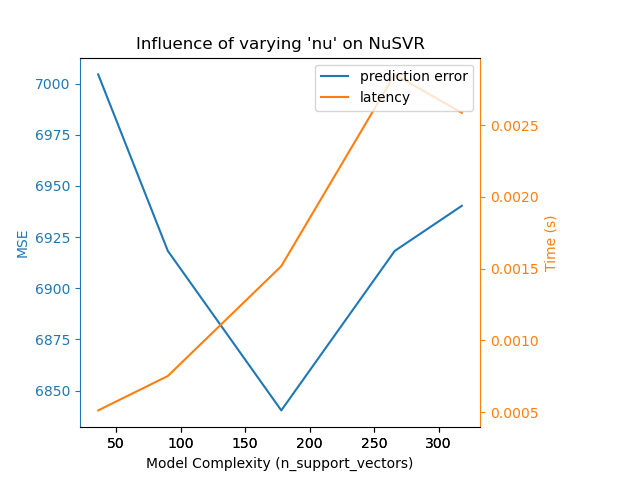 Influence of varying 'nu' on NuSVR
prediction error
latency
7000
6975
6950
6925
6900
6875
6850
MSE
0.0025
0.0020
0.0015
0.0010
0.0005
Time (s)
50 100 150 200 250 300
Model Complexity (n_support_vectors)